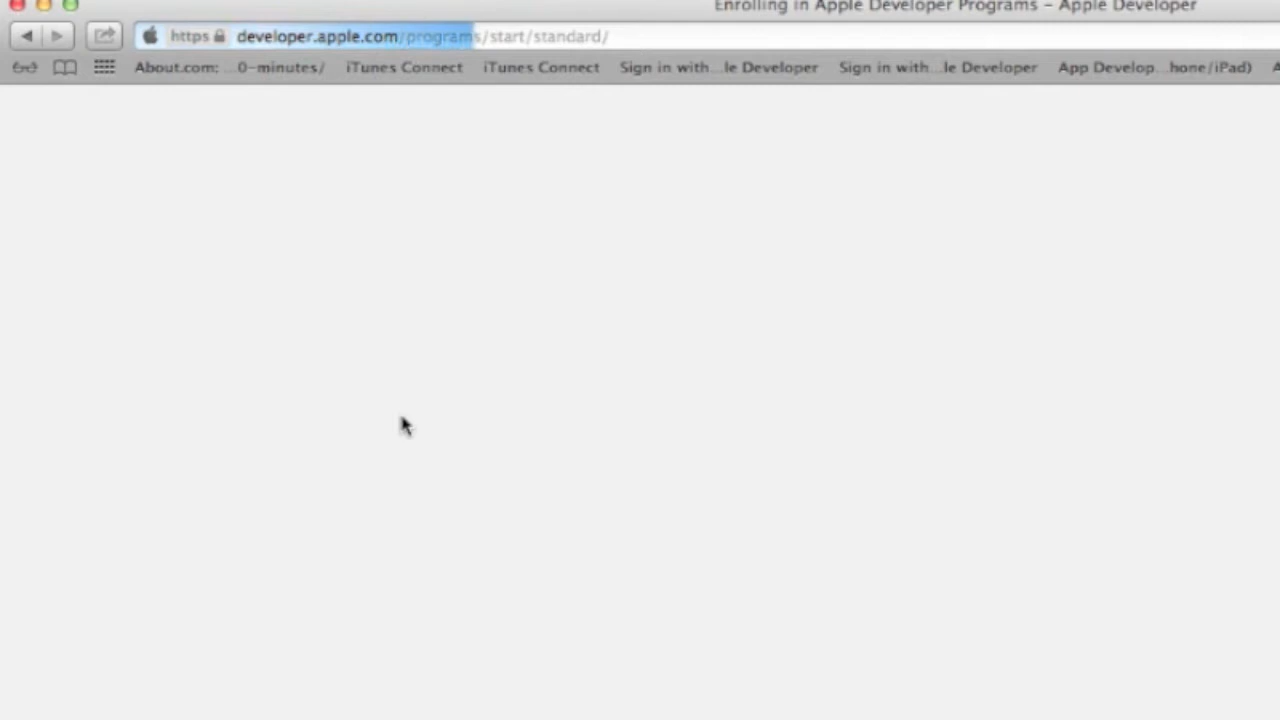 Enrolling in Apple Developer Programs – Apple Developer
https developer.apple.com/programs/start/standard/
About.com: ...0-minutes/ iTunes Connect iTunes Connect Sign in with...le Developer Sign in with...le Developer App Develop...hone/iPad)